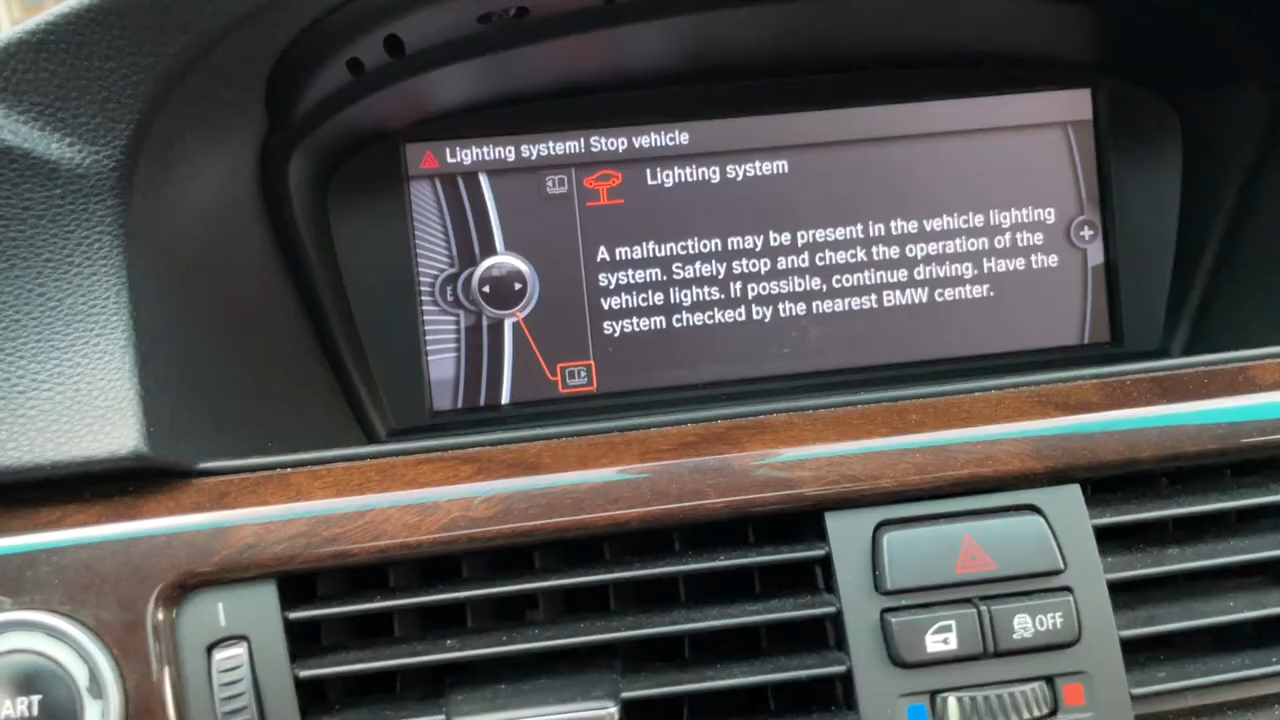 Lighting system! Stop vehicle
Lighting system
A malfunction may be present in the vehicle lighting
system. Safely stop and check the operation of the
vehicle lights. If possible, continue driving. Have the
system checked by the nearest BMW center.
E
OFF
ART